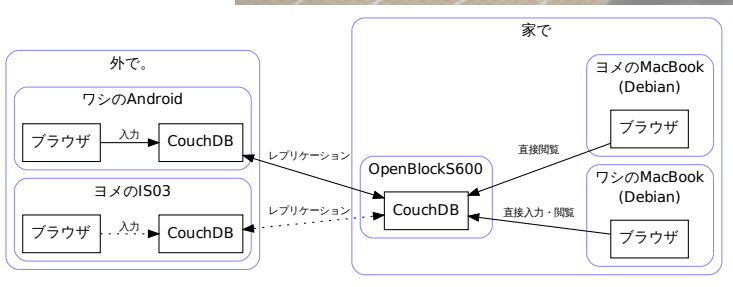 外で。
ワシのAndroid
ブラウザ
入力
CouchDB
ヨメのIS03
ブラウザ
入力
CouchDB
レプリケーション
レプリケーション
家で
OpenBlockS600
CouchDB
直接閲覧
直接入力・閲覧
ヨメのMacBook
(Debian)
ブラウザ
ワシのMacBook
(Debian)
ブラウザ